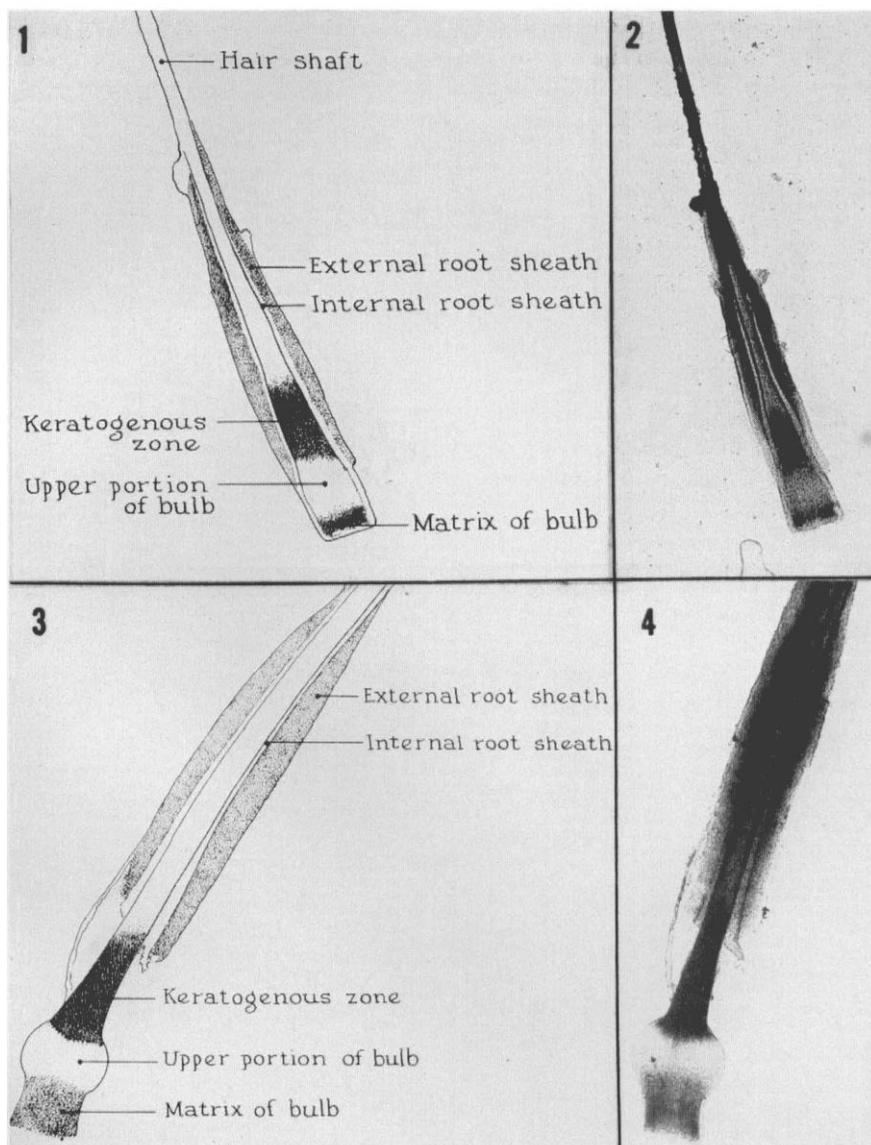 1
Hair shaft
External root sheath
Internal root sheath
Keratogenous
zone
Upper portion
of bulb
Matrix of bulb
2
3
External root sheath
Internal root sheath
Keratogenous zone
Upper portion of bulb
Matrix of bulb
4